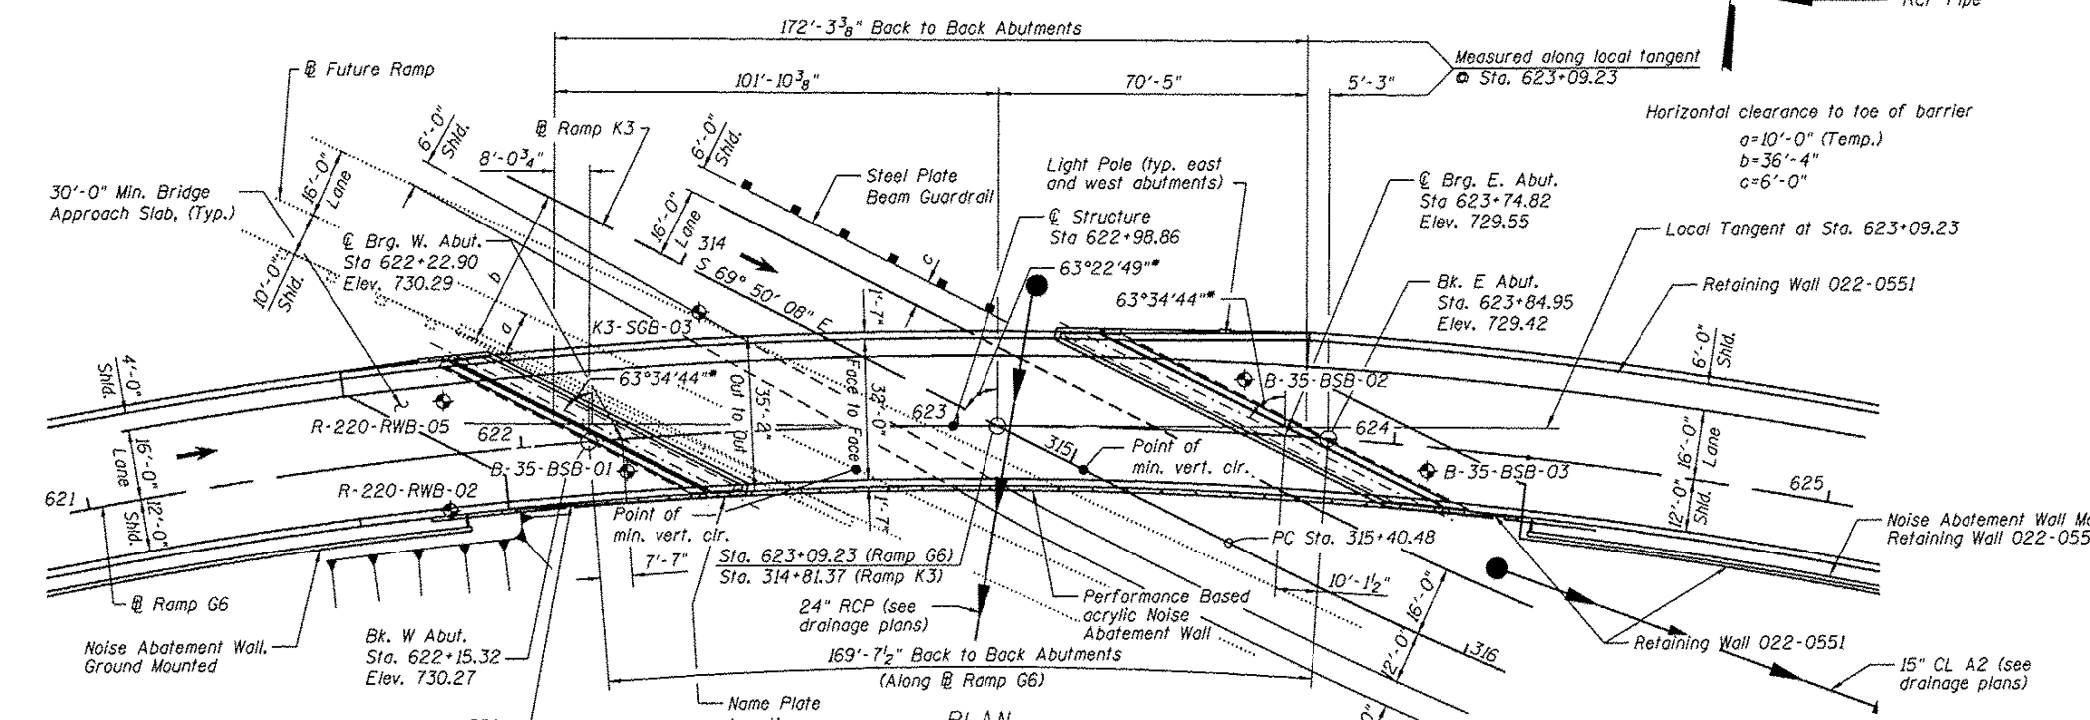 RCP Pipe
172'-3 3/8" Back to Back Abutments
Measured along local tangent
@ Sta. 623+09.23
101'-10 3/8"
70'-5"
5'-3"
Horizontal clearance to toe of barrier
a=10'-0" (Temp.)
b=36'-4"
c=6'-0"
℄ Future Ramp
6'-0"
Shld.
℄ Ramp K3
8'-0 3/4"
6'-0"
Shld.
Steel Plate
Beam Guardrail
Light Pole (typ. east
and west abutments)
℄ Brg. E. Abut.
Sta 623+74.82
Elev. 729.55
30'-0" Min. Bridge
Approach Slab, (Typ.)
16'-0"
Lane
10'-0"
Shld.
℄ Brg. W. Abut.
Sta 622+22.90
Elev. 730.29
b
a
16'-0"
Lane
314
S 69° 50' 08" E
c
℄ Structure
Sta 622+98.86
63°22'49"*
63°34'44"*
Local Tangent at Sta. 623+09.23
Bk. E Abut.
Sta. 623+84.95
Elev. 729.42
Retaining Wall 022-0551
K3-SGB-03
1'-7"
4'-0"
Shld.
63°34'44"*
35'-2"
Out to Out
32'-0"
Face to Face
B-35-BSB-02
6'-0"
Shld.
R-220-RWB-05
622
623
624
16'-0"
Lane
12'-0"
Shld.
B-35-BSB-01
315
Point of
min. vert. clr.
B-35-BSB-03
16'-0"
Lane
12'-0"
Shld.
621
R-220-RWB-02
625
Point of
min. vert. clr.
1'-7"
7'-7"
Sta. 623+09.23 (Ramp G6)
Sta. 314+81.37 (Ramp K3)
PC Sta. 315+40.48
Noise Abatement Wall Mo
Retaining Wall 022-055
℄ Ramp G6
24" RCP (see
drainage plans)
Performance Based
acrylic Noise
Abatement Wall
10'-1 1/2"
16'-0"
12'-0"
316
Noise Abatement Wall.
Ground Mounted
Bk. W Abut.
Sta. 622+15.32
Elev. 730.27
169'-7 1/2" Back to Back Abutments
(Along ℄ Ramp G6)
Retaining Wall 022-0551
15" CL A2 (see
drainage plans)
Name Plate
PLAN